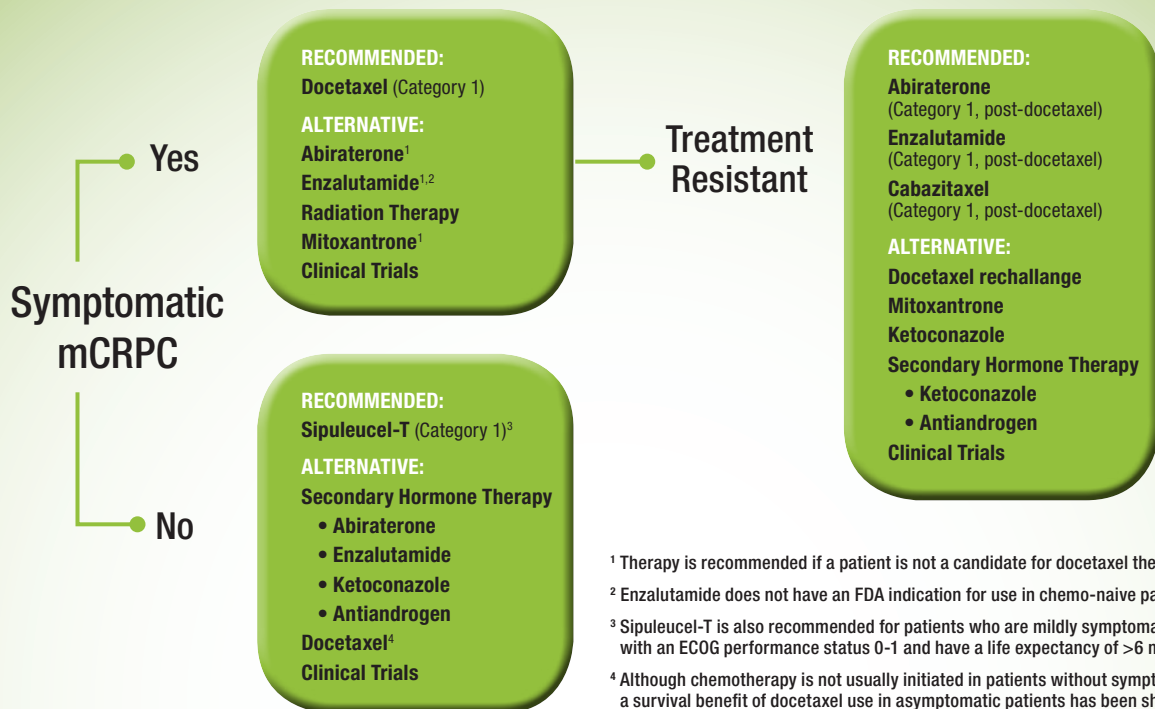 Symptomatic
mCRPC
Yes
RECOMMENDED:
Docetaxel (Category 1)
ALTERNATIVE:
Abiraterone¹
Enzalutamide¹,²
Radiation Therapy
Mitoxantrone¹
Clinical Trials
Treatment
Resistant
RECOMMENDED:
Abiraterone
(Category 1, post-docetaxel)
Enzalutamide
(Category 1, post-docetaxel)
Cabazitaxel
(Category 1, post-docetaxel)
ALTERNATIVE:
Docetaxel rechallange
Mitoxantrone
Ketoconazole
Secondary Hormone Therapy
• Ketoconazole
• Antiandrogen
Clinical Trials
No
RECOMMENDED:
Sipuleucel-T (Category 1)³
ALTERNATIVE:
Secondary Hormone Therapy
• Abiraterone
• Enzalutamide
• Ketoconazole
• Antiandrogen
Docetaxel⁴
Clinical Trials
¹ Therapy is recommended if a patient is not a candidate for docetaxel
² Enzalutamide does not have an FDA indication for use in chemo-naive
³ Sipuleucel-T is also recommended for patients who are mildly
with an ECOG performance status 0-1 and have a life expectancy of >6
⁴ Although chemotherapy is not usually initiated in patients without
a survival benefit of docetaxel use in asymptomatic patients has been